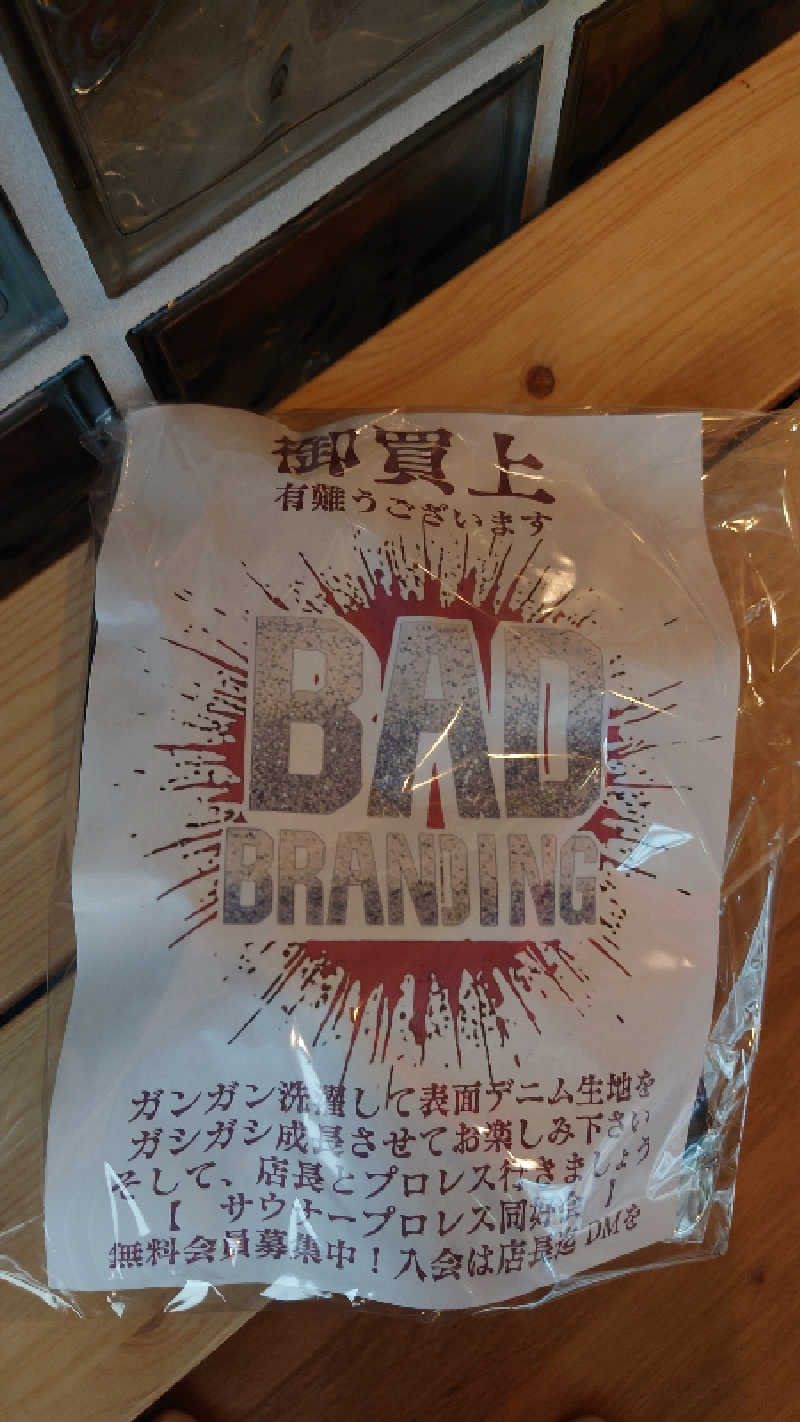 御買上
有難うございます
BAD
BRANDING
ガンガン洗濯して表面デニム生地を
ガシガシ成長させてお楽しみ下さい
そして、店長とプロレス行きましょう
【 サウナープロレス同好会 】
無料会員募集中！入会は店長迄DMを